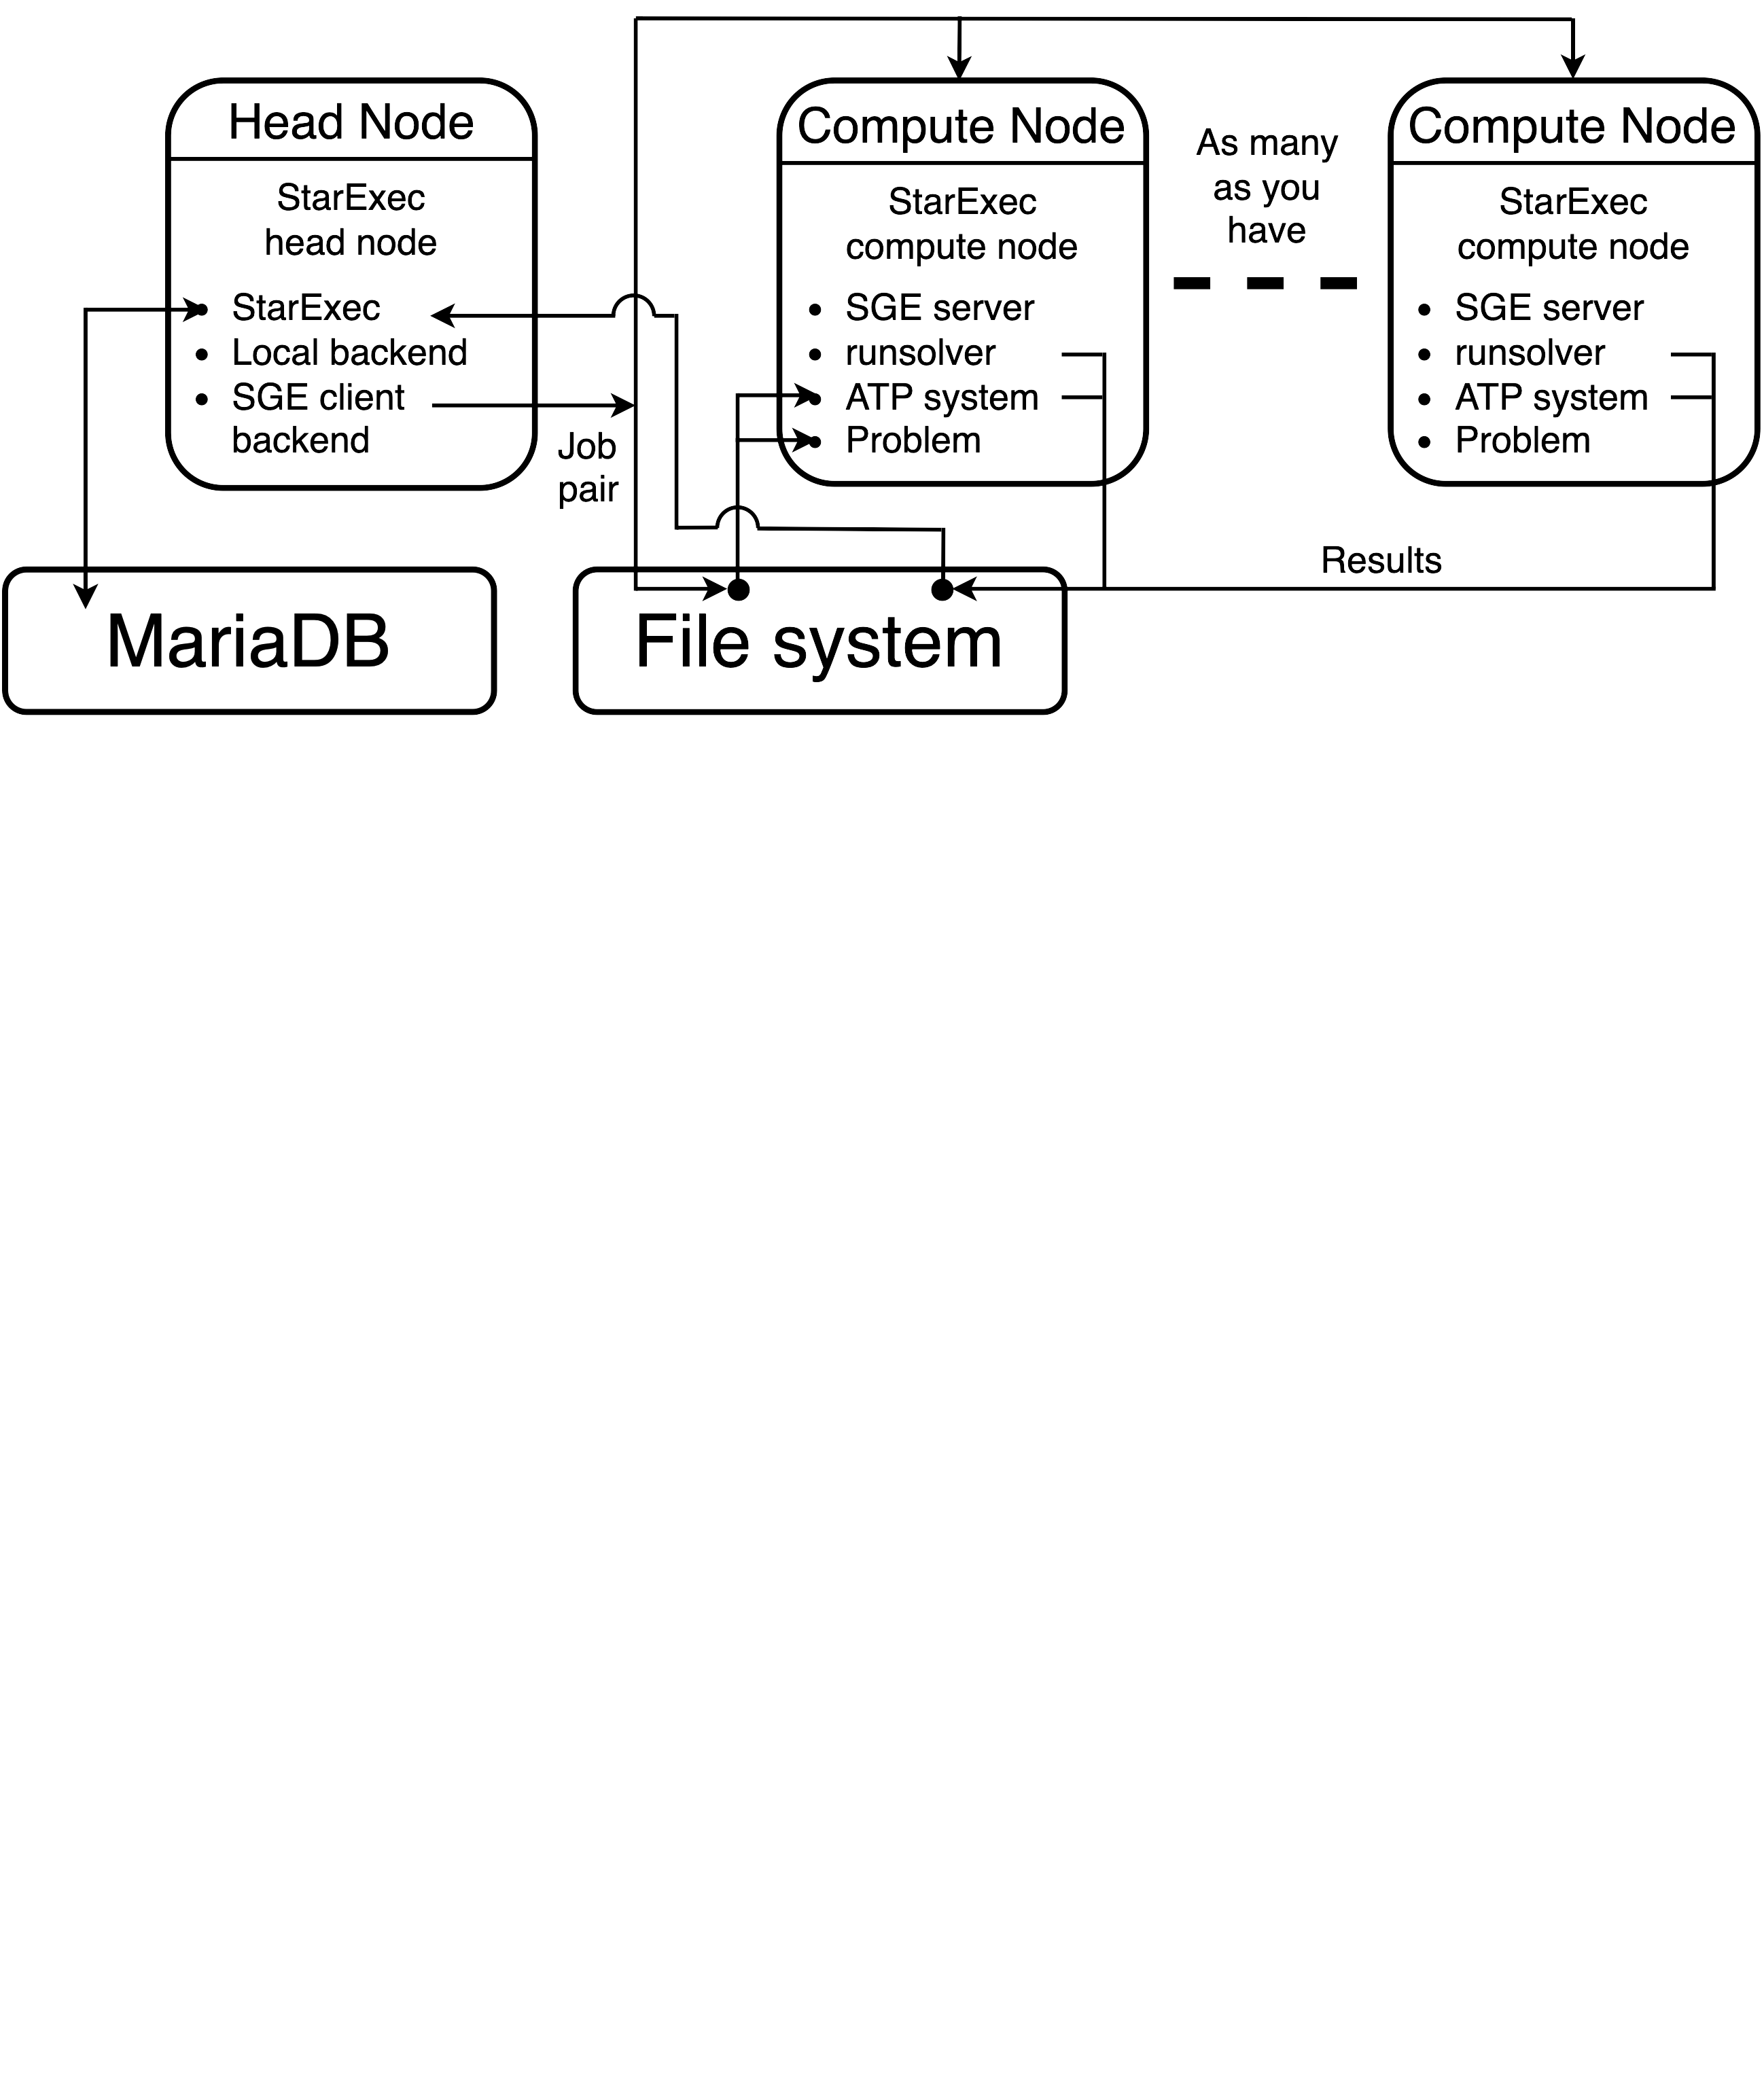 Head Node
StarExec
head node
• StarExec
• Local backend
• SGE client
backend
Job
pair
Compute Node
StarExec
compute node
• SGE server
• runsolver
• ATP system
• Problem
As many
as you
have
Compute Node
StarExec
compute node
• SGE server
• runsolver
• ATP system
• Problem
Results
MariaDB
File system